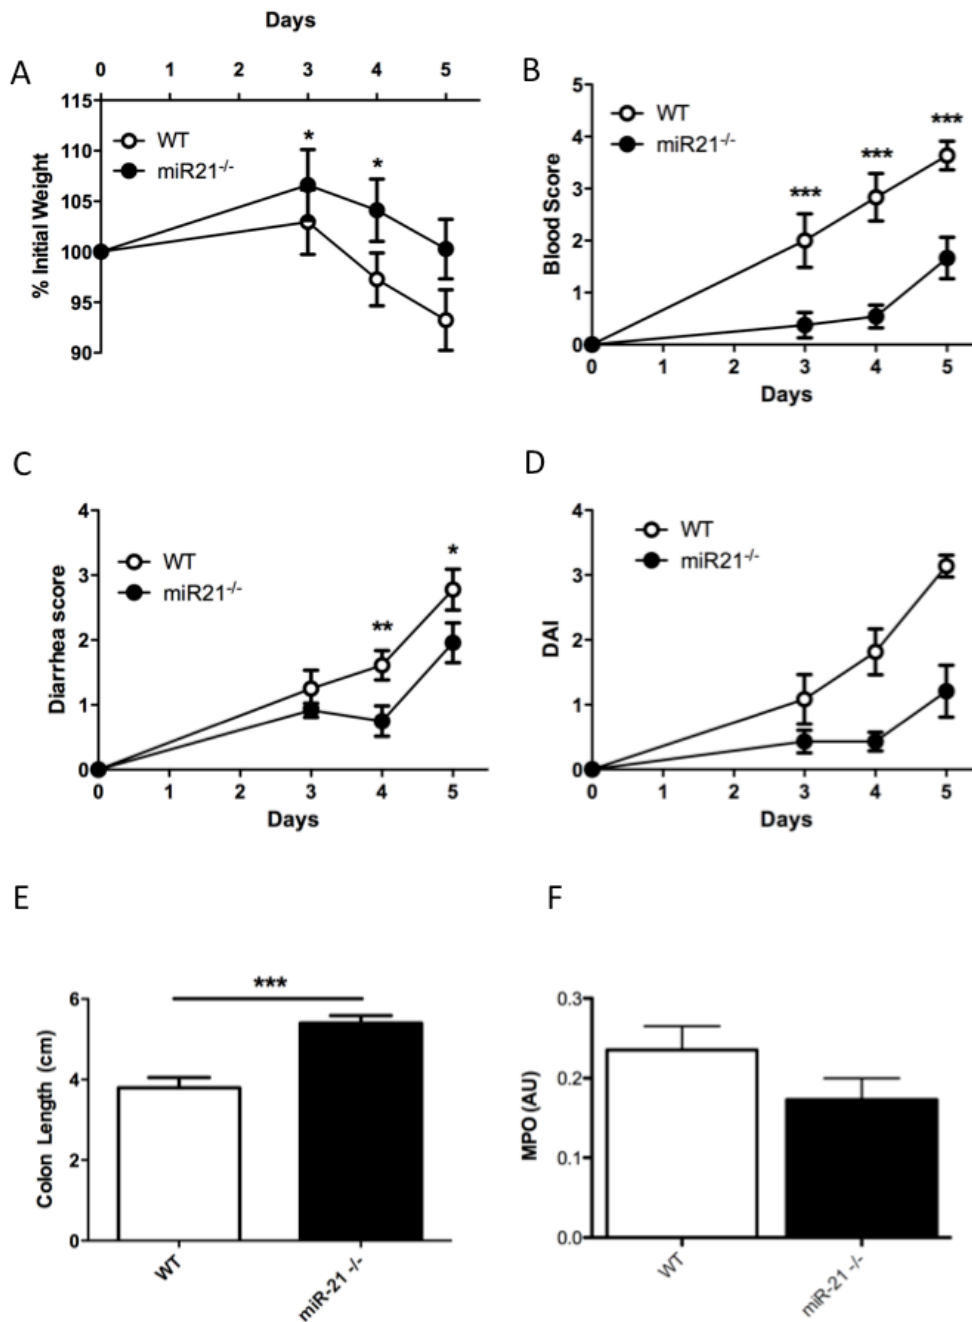 Days
A
0 1 2 3 4 5
115
110
105
100
95
90
% Initial Weight
WT
miR21-/-
*
*
B
5
4
3
2
1
0
Blood Score
WT
miR21-/-
***
***
***
0 1 2 3 4 5
Days
C
4
3
2
1
0
Diarrhea score
WT
miR21-/-
**
*
0 1 2 3 4 5
Days
D
4
3
2
1
0
DAI
WT
miR21-/-
0 1 2 3 4 5
Days
E
***
6
4
2
0
Colon Length (cm)
WT
miR-21 -/-
F
0.3
0.2
0.1
0.0
MPO (AU)
WT
miR-21 -/-